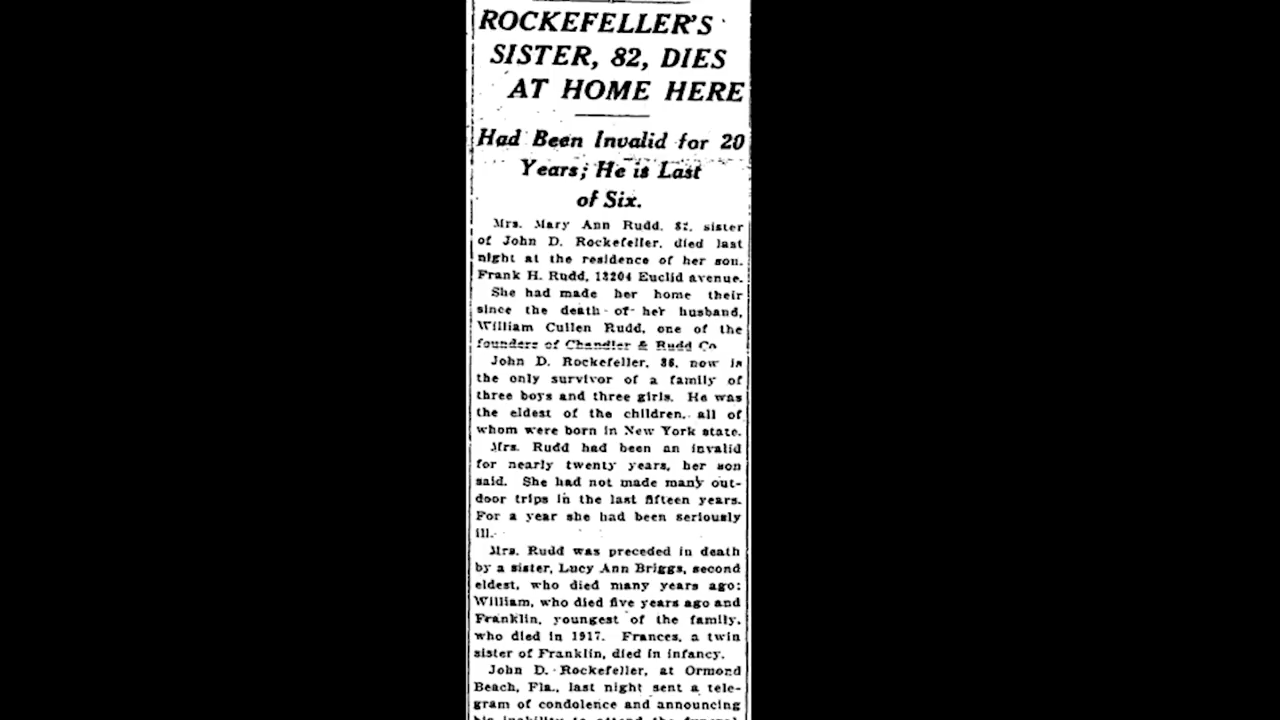 ROCKEFELLER'S
SISTER, 82, DIES
AT HOME HERE
Had Been Invalid for 20
Years; He is Last
of Six.
Mrs. Mary Ann Rudd, 82, sister
of John D. Rockefeller, died last
night at the residence of her son,
Frank H. Rudd, 13204 Euclid avenue.
She had made her home their
since the death of her husband,
William Cullen Rudd, one of the
founders of Chandler & Rudd Co
John D. Rockefeller, 86, now is
the only survivor of a family of
three boys and three girls. He was
the eldest of the children, all of
whom were born in New York state.
Mrs. Rudd had been an invalid
for nearly twenty years, her son
said. She had not made many out-
door trips in the last fifteen years.
For a year she had been seriously
ill.
Mrs. Rudd was preceded in death
by a sister, Lucy Ann Briggs, second
eldest, who died many years ago;
William, who died five years ago and
Franklin, youngest of the family,
who died in 1917. Frances, a twin
sister of Franklin, died in infancy.
John D. Rockefeller, at Ormond
Beach, Fla., last night sent a tele-
gram of condolence and announcing
his inability to attend the funeral